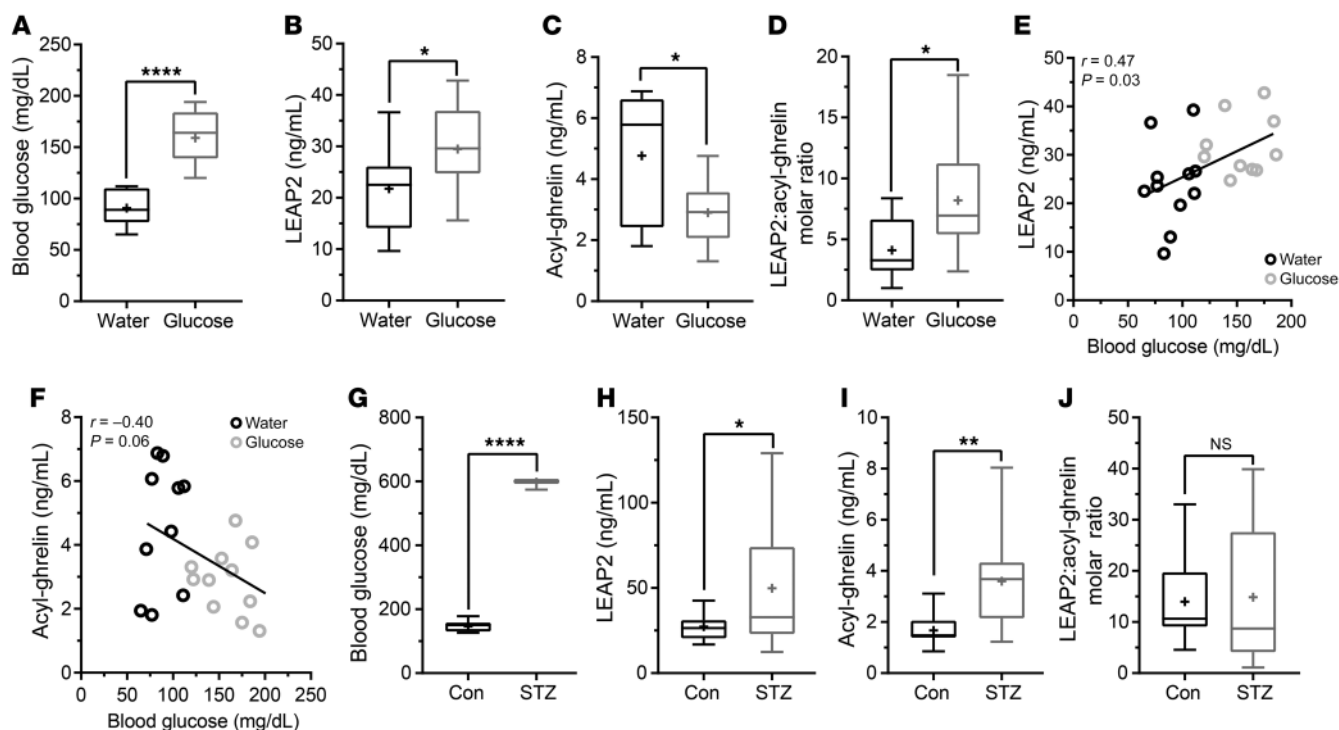 A
Blood glucose (mg/dL)
250
200
150
100
50
0
****
Water
Glucose
B
LEAP2 (ng/mL)
50
40
30
20
10
0
*
Water
Glucose
C
Acyl-ghrelin (ng/mL)
8
6
4
2
0
*
Water
Glucose
D
LEAP2:acyl-ghrelin
molar ratio
20
15
10
5
0
*
Water
Glucose
E
r = 0.47
P = 0.03
LEAP2 (ng/mL)
50
40
30
20
10
0
Water
Glucose
0
50
100
150
200
Blood glucose (mg/dL)
F
r = –0.40
P = 0.06
Water
Glucose
Acyl-ghrelin (ng/mL)
8
6
4
2
0
0
50
100
150
200
250
Blood glucose (mg/dL)
G
Blood glucose (mg/dL)
800
600
400
200
0
****
Con
STZ
H
LEAP2 (ng/mL)
150
100
50
0
*
Con
STZ
I
Acyl-ghrelin (ng/mL)
10
8
6
4
2
0
**
Con
STZ
J
LEAP2:acyl-ghrelin
molar ratio
50
40
30
20
10
0
NS
Con
STZ